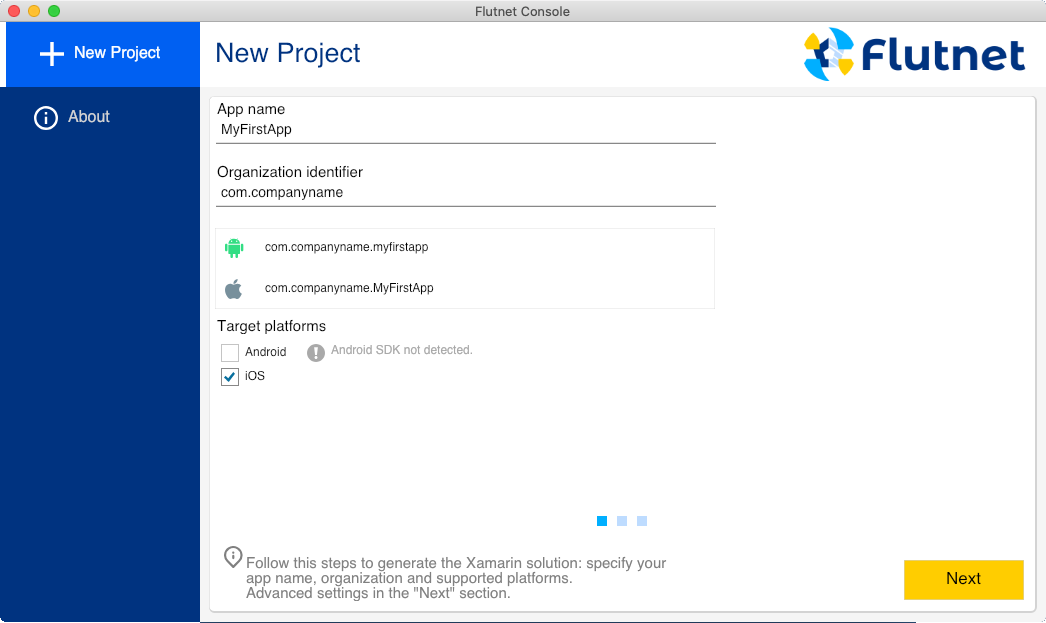 Flutnet Console
New Project
New Project
Flutnet
About
App name
MyFirstApp
Organization identifier
com.companyname
com.companyname.myfirstapp
com.companyname.MyFirstApp
Target platforms
Android
Android SDK not detected.
iOS
Follow this steps to generate the Xamarin solution: specify your
app name, organization and supported platforms.
Advanced settings in the "Next" section.
Next